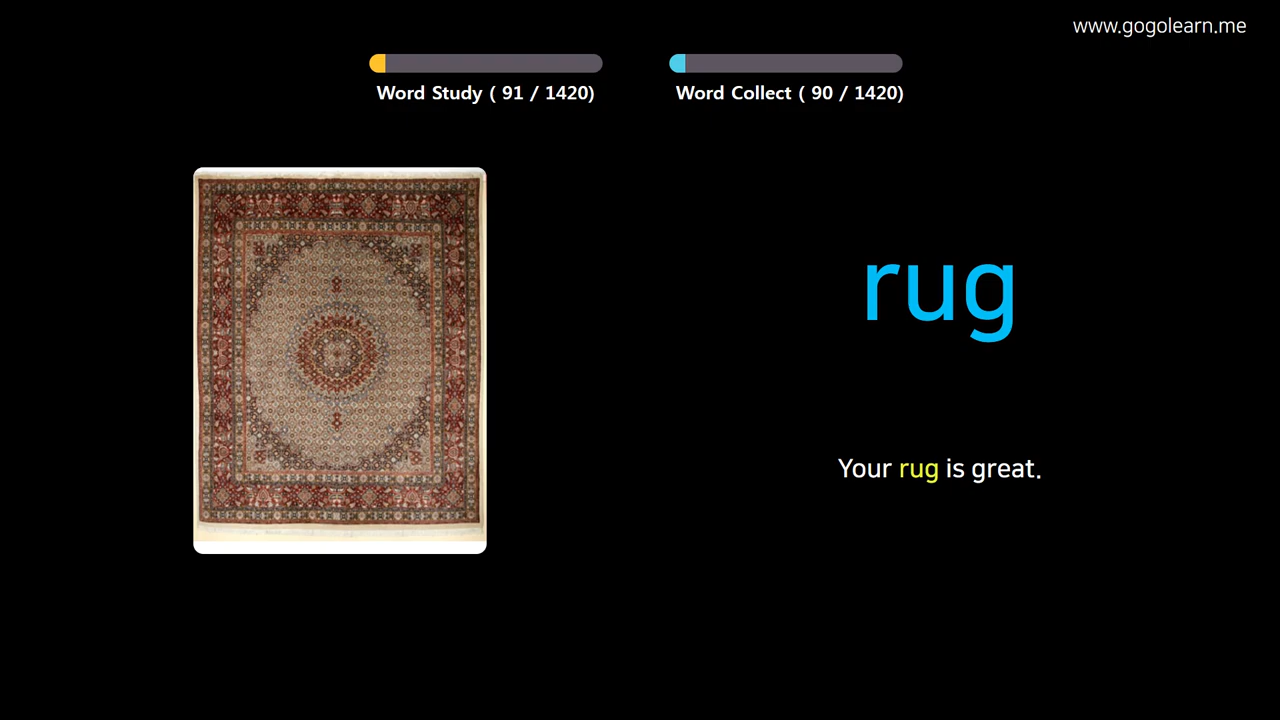 www.gogolearn.me
Word Study ( 91 / 1420)
Word Collect ( 90 / 1420)
rug
Your rug is great.